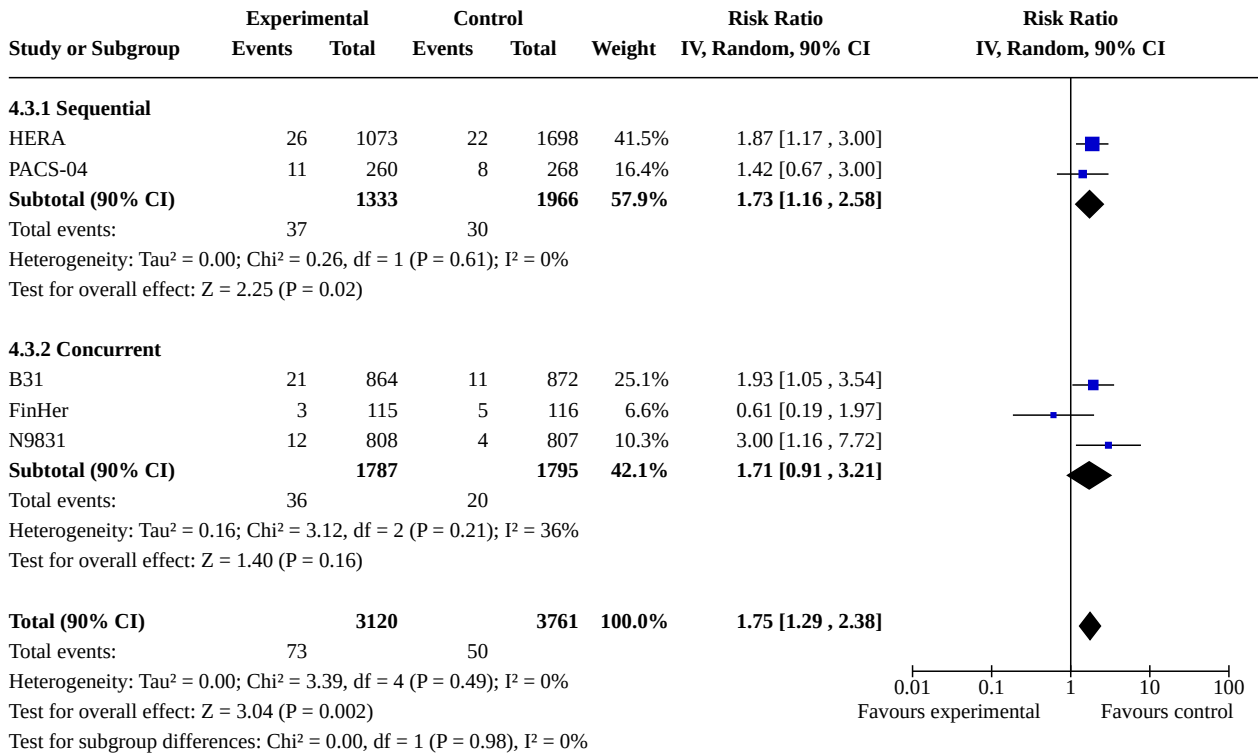 Experimental Control Risk Ratio Risk Ratio
Study or Subgroup Events Total Events Total Weight IV, Random, 90% CI IV, Random, 90% CI
4.3.1 Sequential
HERA 26 1073 22 1698 41.5% 1.87 [1.17 , 3.00]
PACS-04 11 260 8 268 16.4% 1.42 [0.67 , 3.00]
Subtotal (90% CI) 1333 1966 57.9% 1.73 [1.16 , 2.58]
Total events: 37 30
Heterogeneity: Tau² = 0.00; Chi² = 0.26, df = 1 (P = 0.61); I² = 0%
Test for overall effect: Z = 2.25 (P = 0.02)
4.3.2 Concurrent
B31 21 864 11 872 25.1% 1.93 [1.05 , 3.54]
FinHer 3 115 5 116 6.6% 0.61 [0.19 , 1.97]
N9831 12 808 4 807 10.3% 3.00 [1.16 , 7.72]
Subtotal (90% CI) 1787 1795 42.1% 1.71 [0.91 , 3.21]
Total events: 36 20
Heterogeneity: Tau² = 0.16; Chi² = 3.12, df = 2 (P = 0.21); I² = 36%
Test for overall effect: Z = 1.40 (P = 0.16)
Total (90% CI) 3120 3761 100.0% 1.75 [1.29 , 2.38]
Total events: 73 50
Heterogeneity: Tau² = 0.00; Chi² = 3.39, df = 4 (P = 0.49); I² = 0%
0.01 0.1 1 10 100
Test for overall effect: Z = 3.04 (P = 0.002)
Favours experimental Favours control
Test for subgroup differences: Chi² = 0.00, df = 1 (P = 0.98), I² = 0%